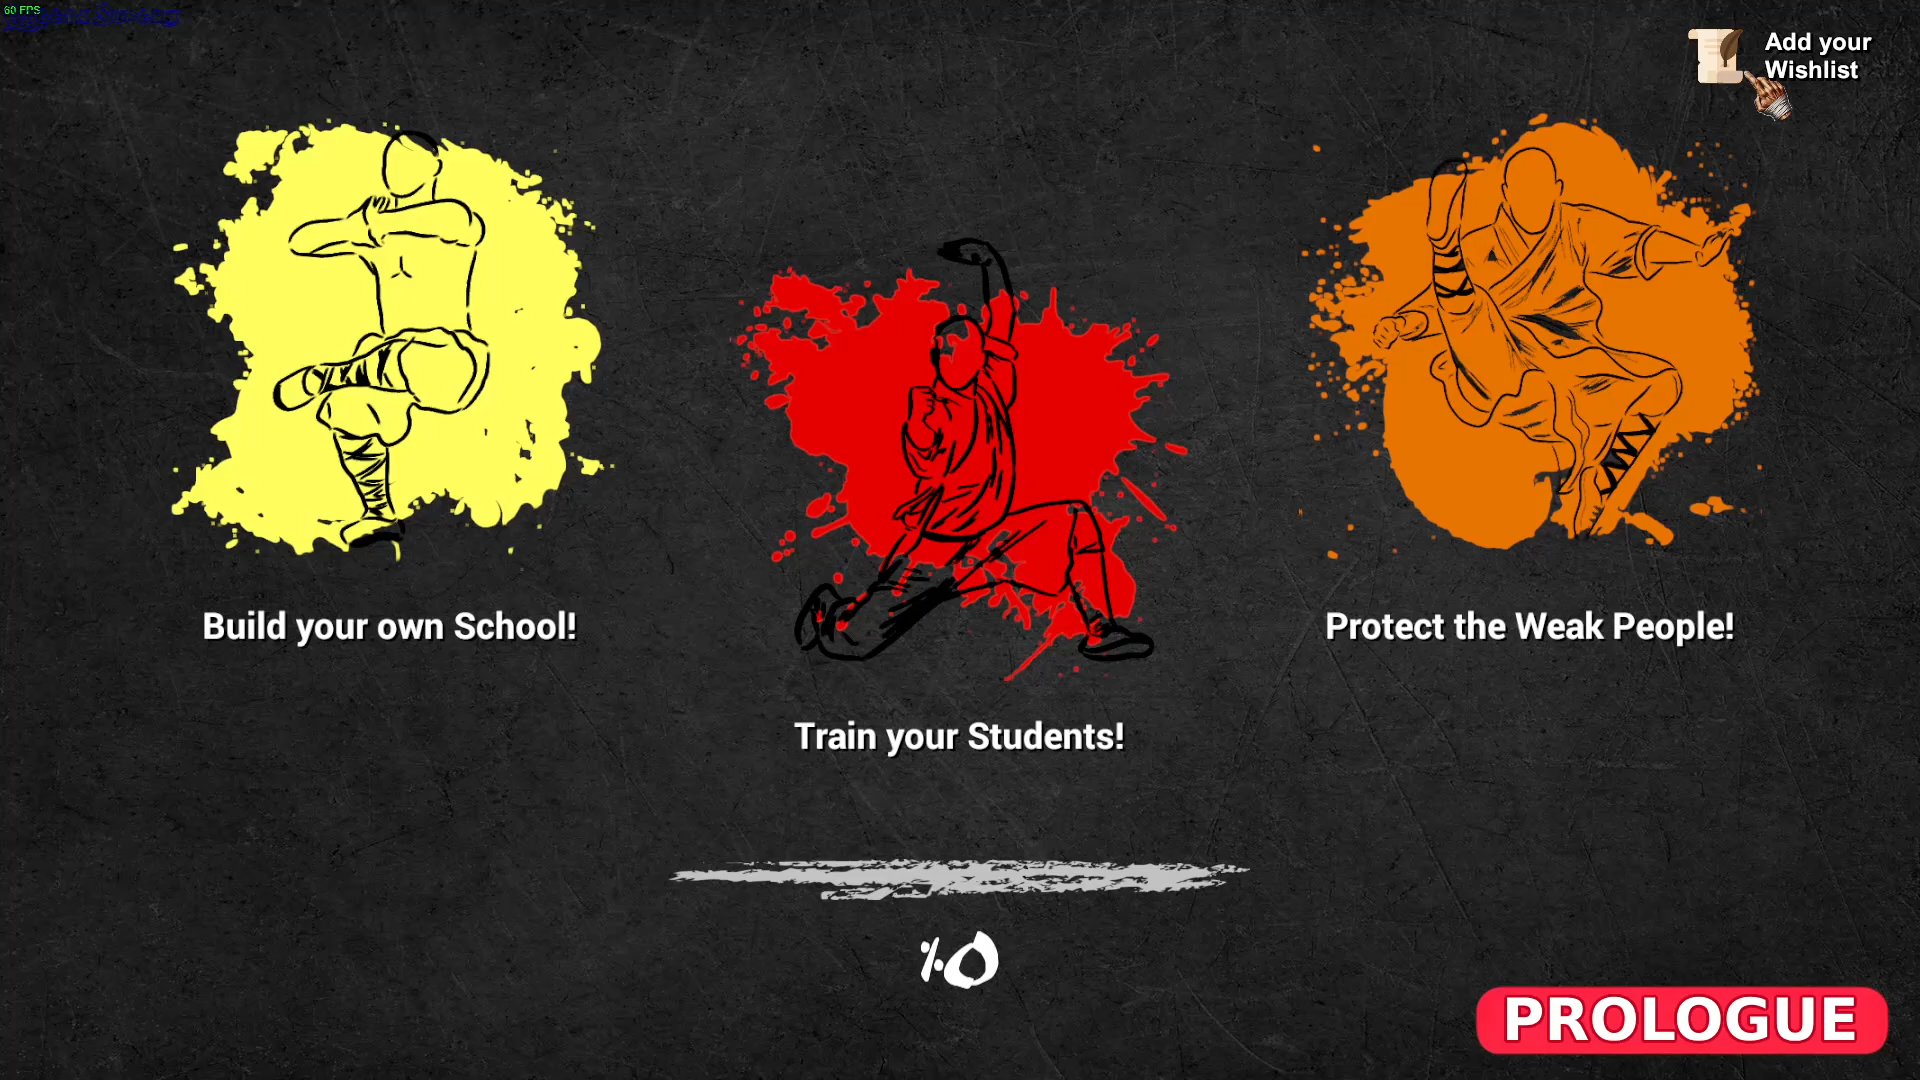 60 FPS
Add your
Wishlist
Build your own School!
Protect the Weak People!
Train your Students!
%0
PROLOGUE